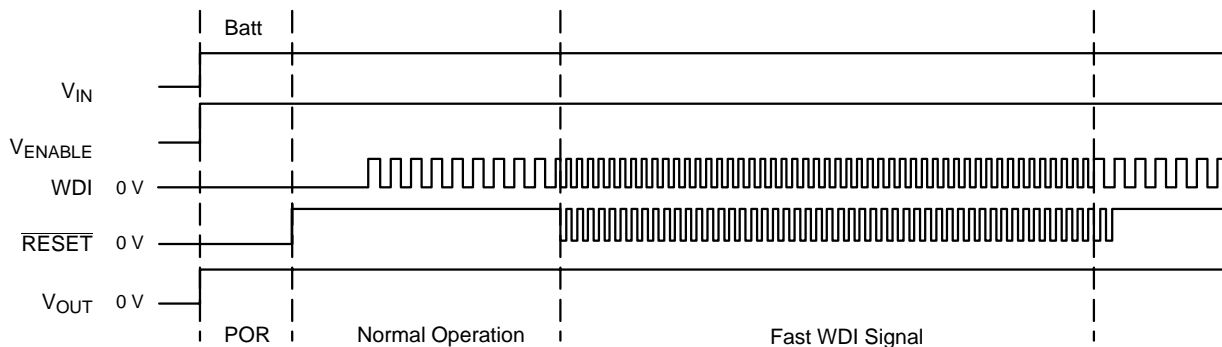 Batt
V_IN
V_ENABLE
WDI 0 V
RESET 0 V
V_OUT 0 V
POR Normal Operation Fast WDI Signal